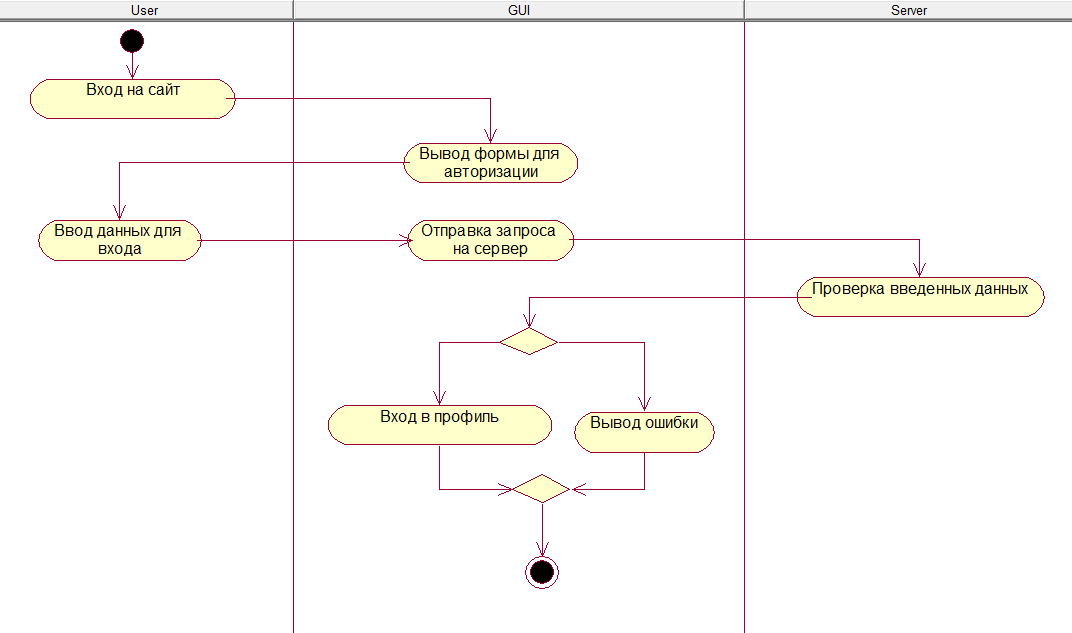 User
GUI
Server
Вход на сайт
Вывод формы для
авторизации
Ввод данных для
входа
Отправка запроса
на сервер
Проверка введенных данных
Вход в профиль
Вывод ошибки